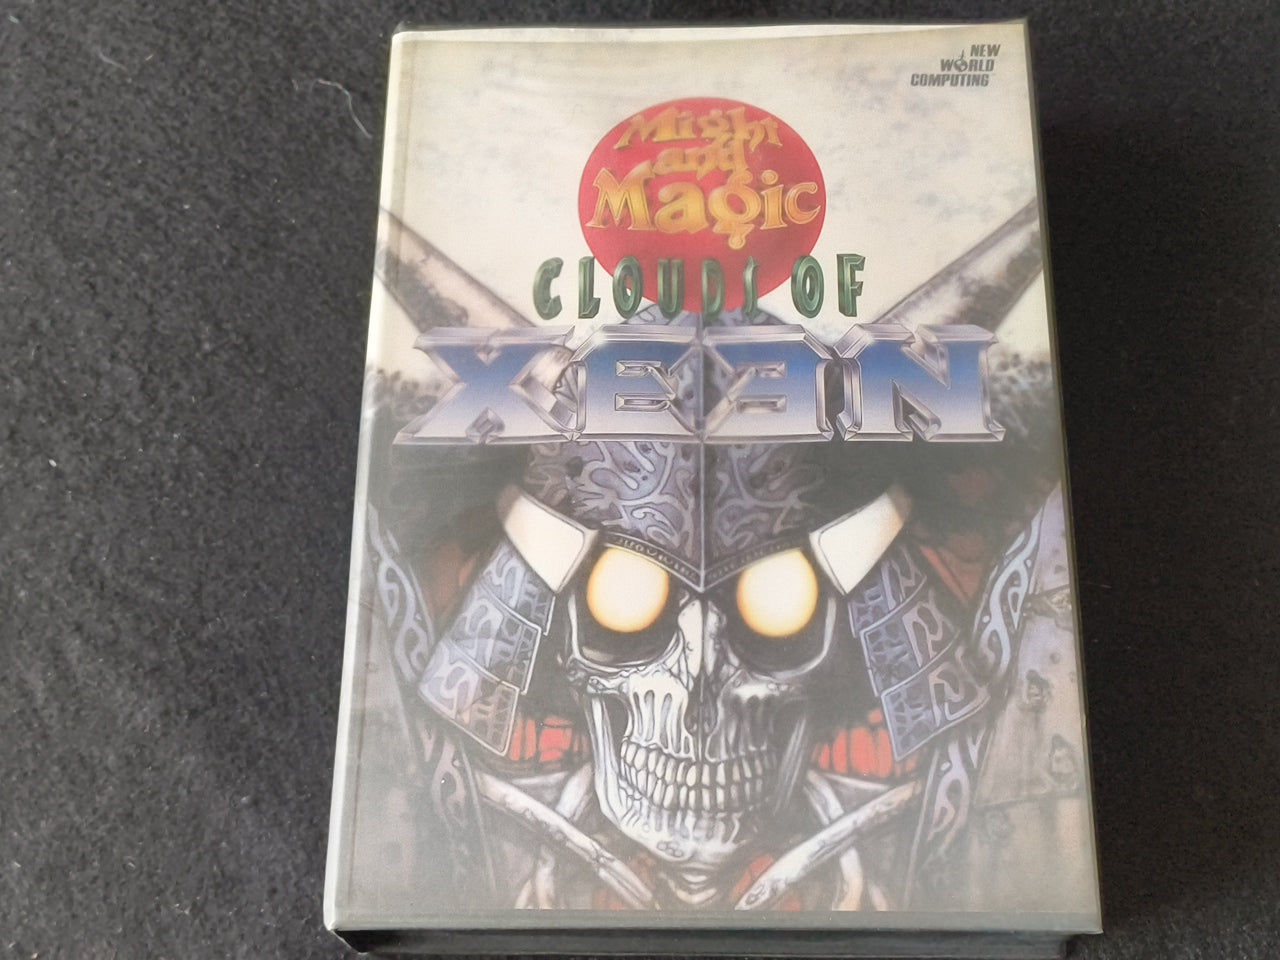 NEW
WORLD
COMPUTING
Might
and
Magic
CLOUDS OF
XEEN